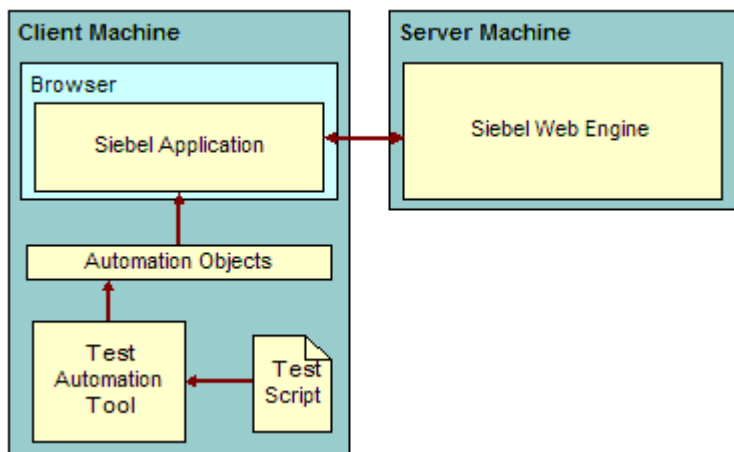 Client Machine
Browser
Siebel Application
Automation Objects
Test
Automation
Tool
Test
Script
Server Machine
Siebel Web Engine